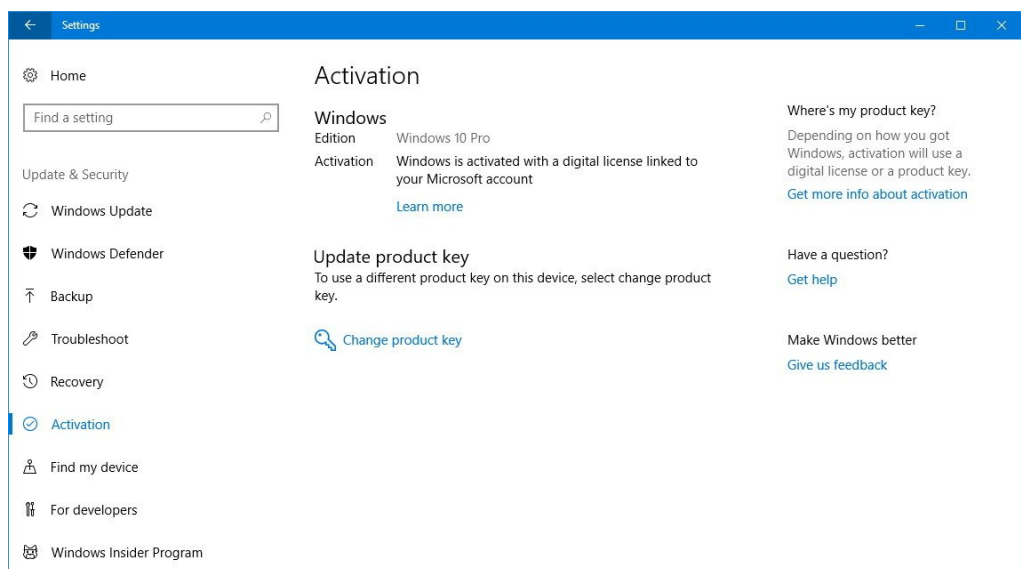 Settings
Home
Find a setting
Update & Security
Windows Update
Windows Defender
Backup
Troubleshoot
Recovery
Activation
Find my device
For developers
Windows Insider Program
Activation
Windows
Edition Windows 10 Pro
Activation Windows is activated with a digital license linked to
your Microsoft account
Learn more
Update product key
To use a different product key on this device, select change product
key.
Change product key
Where's my product key?
Depending on how you got
Windows, activation will use a
digital license or a product key.
Get more info about activation
Have a question?
Get help
Make Windows better
Give us feedback